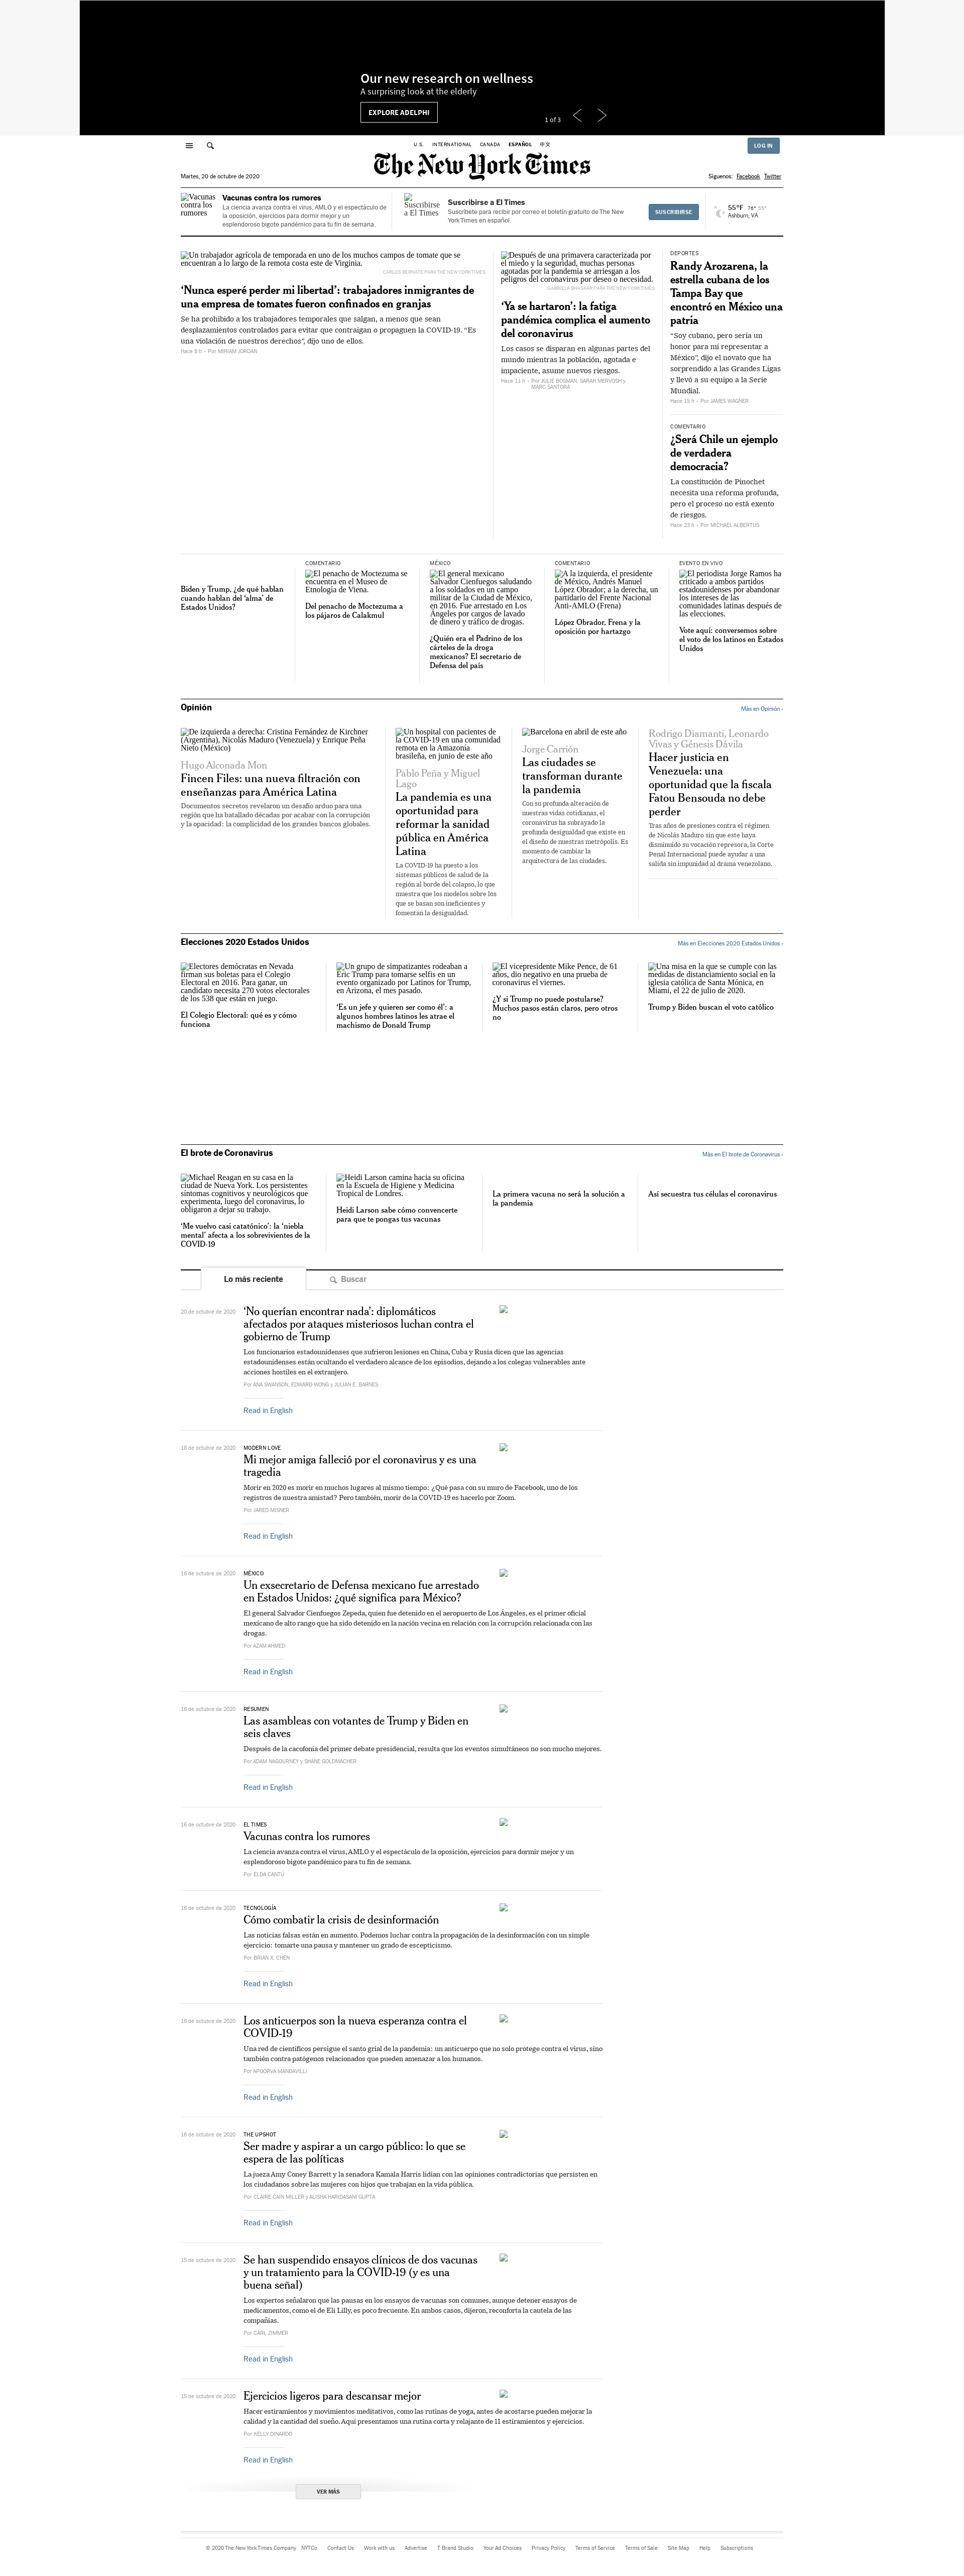 Our new research on wellness
A surprising look at the elderly
EXPLORE ADELPHI
1 of 3
U.S.
INTERNATIONAL
CANADA
ESPAÑOL
中文
LOG IN
The New York Times
Martes, 20 de octubre de 2020
Síguenos:
Facebook
Twitter
Vacunas
contra los
rumores
Vacunas contra los rumores
La ciencia avanza contra el virus, AMLO y el espectáculo de
la oposición, ejercicios para dormir mejor y un
esplendoroso bigote pandémico para tu fin de semana.
Suscribirse
a El Times
Suscribirse a El Times
Suscríbete para recibir por correo el boletín gratuito de The New
York Times en español.
SUSCRIBIRSE
55°F 76° 55°
Ashburn, VA
Un trabajador agrícola de temporada en uno de los muchos campos de tomate que se
encuentran a lo largo de la remota costa este de Virginia.
CARLOS BERNATE PARA THE NEW YORK TIMES
‘Nunca esperé perder mi libertad’: trabajadores inmigrantes de
una empresa de tomates fueron confinados en granjas
Se ha prohibido a los trabajadores temporales que salgan, a menos que sean
desplazamientos controlados para evitar que contraigan o propaguen la COVID-19. “Es
una violación de nuestros derechos”, dijo uno de ellos.
Hace 8 h - Por MIRIAM JORDAN
Después de una primavera caracterizada por
el miedo y la seguridad, muchas personas
agotadas por la pandemia se arriesgan a los
peligros del coronavirus por deseo o necesidad.
GABRIELA BHASKAR PARA THE NEW YORK TIMES
‘Ya se hartaron’: la fatiga
pandémica complica el aumento
del coronavirus
Los casos se disparan en algunas partes del
mundo mientras la población, agotada e
impaciente, asume nuevos riesgos.
Hace 11 h - Por JULIE BOSMAN, SARAH MERVOSH y
MARC SANTORA
DEPORTES
Randy Arozarena, la
estrella cubana de los
Tampa Bay que
encontró en México una
patria
“Soy cubano, pero sería un
honor para mí representar a
México”, dijo el novato que ha
sorprendido a las Grandes Ligas
y llevó a su equipo a la Serie
Mundial.
Hace 15 h - Por JAMES WAGNER
COMENTARIO
¿Será Chile un ejemplo
de verdadera
democracia?
La constitución de Pinochet
necesita una reforma profunda,
pero el proceso no está exento
de riesgos.
Hace 23 h - Por MICHAEL ALBERTUS
Biden y Trump, ¿de qué hablan
cuando hablan del ‘alma’ de
Estados Unidos?
COMENTARIO
El penacho de Moctezuma se
encuentra en el Museo de
Etnología de Viena.
Del penacho de Moctezuma a
los pájaros de Calakmul
MÉXICO
El general mexicano
Salvador Cienfuegos saludado
a los soldados en un campo
militar de la Ciudad de México,
en 2016. Fue arrestado en Los
Ángeles por cargos de lavado
de dinero y tráfico de drogas.
¿Quién era el Padrino de los
cárteles de la droga
mexicanos? El secretario de
Defensa del país
COMENTARIO
A la izquierda, el presidente
de México, Andrés Manuel
López Obrador; a la derecha, un
partidario del Frente Nacional
Anti-AMLO (Frena)
López Obrador, Frena y la
oposición por hartazgo
EVENTO EN VIVO
El periodista Jorge Ramos ha
criticado a ambos partidos
estadounidenses por abandonar
los intereses de las
comunidades latinas después de
las elecciones.
Vote aquí: conversemos sobre
el voto de los latinos en Estados
Unidos
Opinión
Más en Opinión ›
De izquierda a derecha: Cristina Fernández de Kirchner
(Argentina), Nicolás Maduro (Venezuela) y Enrique Peña
Nieto (México)
Hugo Alconada Mon
Fincen Files: una nueva filtración con
enseñanzas para América Latina
Documentos secretos revelaron un desafío arduo para una
región que ha batallado décadas por acabar con la corrupción
y la opacidad: la complicidad de los grandes bancos globales.
Un hospital con pacientes de
la COVID-19 en una comunidad
remota en la Amazonía
brasileña, en junio de este año
Pablo Peña y Miguel
Lago
La pandemia es una
oportunidad para
reformar la sanidad
pública en América
Latina
La COVID-19 ha puesto a los
sistemas públicos de salud de la
región al borde del colapso, lo que
muestra que los modelos sobre los
que se basan son ineficientes y
fomentan la desigualdad.
Barcelona en abril de este año
Jorge Carrión
Las ciudades se
transforman durante
la pandemia
Con su profunda alteración de
nuestras vidas cotidianas, el
coronavirus ha subrayado la
profunda desigualdad que existe en
el diseño de nuestras metrópolis. Es
momento de cambiar la
arquitectura de las ciudades.
Rodrigo Diamanti, Leonardo
Vivas y Génesis Dávila
Hacer justicia en
Venezuela: una
oportunidad que la fiscala
Fatou Bensouda no debe
perder
Tras años de presiones contra el régimen
de Nicolás Maduro sin que este haya
disminuido su vocación represora, la Corte
Penal Internacional puede ayudar a una
salida sin impunidad al drama venezolano.
Elecciones 2020 Estados Unidos
Más en Elecciones 2020 Estados Unidos ›
Electores demócratas en Nevada
firman sus boletas para el Colegio
Electoral en 2016. Para ganar, un
candidato necesita 270 votos electorales
de los 538 que están en juego.
El Colegio Electoral: qué es y cómo
funciona
Un grupo de simpatizantes rodeaban a
Eric Trump para tomarse selfis en un
evento organizado por Latinos for Trump,
en Arizona, el mes pasado.
‘Es un jefe y quieren ser como él’: a
algunos hombres latinos les atrae el
machismo de Donald Trump
El vicepresidente Mike Pence, de 61
años, dio negativo en una prueba de
coronavirus el viernes.
¿Y si Trump no puede postularse?
Muchos pasos están claros, pero otros
no
Una misa en la que se cumple con las
medidas de distanciamiento social en la
iglesia católica de Santa Mónica, en
Miami, el 22 de julio de 2020.
Trump y Biden buscan el voto católico
El brote de Coronavirus
Más en El brote de Coronavirus ›
Michael Reagan en su casa en la
ciudad de Nueva York. Los persistentes
síntomas cognitivos y neurológicos que
experimenta, luego del coronavirus, lo
obligaron a dejar su trabajo.
‘Me vuelvo casi catatónico’: la ‘niebla
mental’ afecta a los sobrevivientes de la
COVID-19
Heidi Larson camina hacia su oficina
en la Escuela de Higiene y Medicina
Tropical de Londres.
Heidi Larson sabe cómo convencerte
para que te pongas tus vacunas
La primera vacuna no será la solución a
la pandemia
Así secuestra tus células el coronavirus
Lo más reciente
Buscar
20 de octubre de 2020
‘No querían encontrar nada’: diplomáticos
afectados por ataques misteriosos luchan contra el
gobierno de Trump
Los funcionarios estadounidenses que sufrieron lesiones en China, Cuba y Rusia dicen que las agencias
estadounidenses están ocultando el verdadero alcance de los episodios, dejando a los colegas vulnerables ante
acciones hostiles en el extranjero.
Por ANA SWANSON, EDWARD WONG y JULIAN E. BARNES
Read in English
18 de octubre de 2020
MODERN LOVE
Mi mejor amiga falleció por el coronavirus y es una
tragedia
Morir en 2020 es morir en muchos lugares al mismo tiempo: ¿Qué pasa con su muro de Facebook, uno de los
registros de nuestra amistad? Pero también, morir de la COVID-19 es hacerlo por Zoom.
Por JARED MISNER
Read in English
16 de octubre de 2020
MÉXICO
Un exsecretario de Defensa mexicano fue arrestado
en Estados Unidos: ¿qué significa para México?
El general Salvador Cienfuegos Zepeda, quien fue detenido en el aeropuerto de Los Ángeles, es el primer oficial
mexicano de alto rango que ha sido detenido en la nación vecina en relación con la corrupción relacionada con las
drogas.
Por AZAM AHMED
Read in English
16 de octubre de 2020
RESUMEN
Las asambleas con votantes de Trump y Biden en
seis claves
Después de la cacofonía del primer debate presidencial, resulta que los eventos simultáneos no son mucho mejores.
Por ADAM NAGOURNEY y SHANE GOLDMACHER
Read in English
16 de octubre de 2020
EL TIMES
Vacunas contra los rumores
La ciencia avanza contra el virus, AMLO y el espectáculo de la oposición, ejercicios para dormir mejor y un
esplendoroso bigote pandémico para tu fin de semana.
Por ELDA CANTÚ
16 de octubre de 2020
TECNOLOGÍA
Cómo combatir la crisis de desinformación
Las noticias falsas están en aumento. Podemos luchar contra la propagación de la desinformación con un simple
ejercicio: tomarte una pausa y mantener un grado de escepticismo.
Por BRIAN X. CHEN
Read in English
16 de octubre de 2020
Los anticuerpos son la nueva esperanza contra el
COVID-19
Una red de científicos persigue el santo grial de la pandemia: un anticuerpo que no solo protege contra el virus, sino
también contra patógenos relacionados que pueden amenazar a los humanos.
Por APOORVA MANDAVILLI
Read in English
16 de octubre de 2020
THE UPSHOT
Ser madre y aspirar a un cargo público: lo que se
espera de las políticas
La jueza Amy Coney Barrett y la senadora Kamala Harris lidian con las opiniones contradictorias que persisten en
los ciudadanos sobre las mujeres con hijos que trabajan en la vida pública.
Por CLAIRE CAIN MILLER y ALISHA HARIDASANI GUPTA
Read in English
15 de octubre de 2020
Se han suspendido ensayos clínicos de dos vacunas
y un tratamiento para la COVID-19 (y es una
buena señal)
Los expertos señalaron que las pausas en los ensayos de vacunas son comunes, aunque detener ensayos de
medicamentos, como el de Eli Lilly, es poco frecuente. En ambos casos, dijeron, reconforta la cautela de las
compañías.
Por CARL ZIMMER
Read in English
15 de octubre de 2020
Ejercicios ligeros para descansar mejor
Hacer estiramientos y movimientos meditativos, como las rutinas de yoga, antes de acostarse pueden mejorar la
calidad y la cantidad del sueño. Aquí presentamos una rutina corta y relajante de 11 estiramientos y ejercicios.
Por KELLY DINARDO
Read in English
VER MÁS
© 2020 The New York Times Company
NYTCo
Contact Us
Work with us
Advertise
T Brand Studio
Your Ad Choices
Privacy Policy
Terms of Service
Terms of Sale
Site Map
Help
Subscriptions